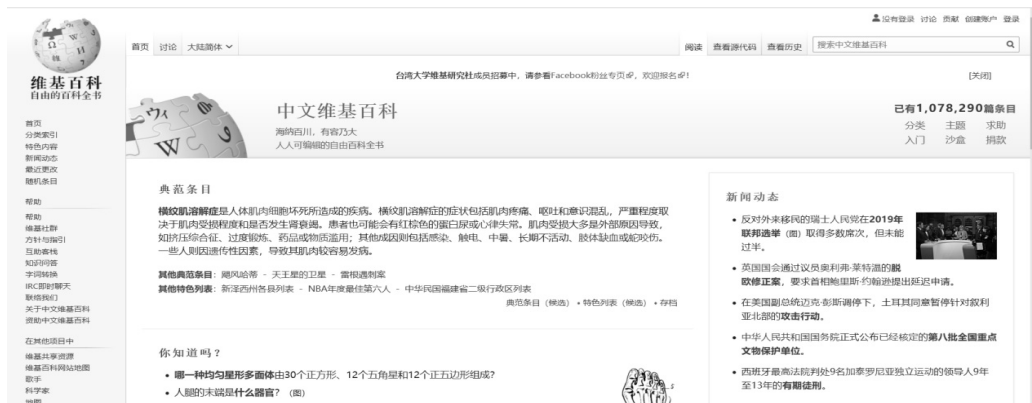 没有登录 讨论 贡献 创建账户 登录
首页 讨论 大陆简体
阅读 查看源代码 查看历史 搜索中文维基百科
维基百科
自由的百科全书
首页
分类索引
特色内容
新闻动态
最近更改
随机条目
帮助
帮助
维基社群
方针与指引
互助客栈
知识问答
字词转换
IRC即时聊天
联络我们
关于中文维基百科
资助中文维基百科
在其他项目中
维基共享资源
维基百科网站地图
歌手
科学家
地图
台湾大学维基研究社成员招募中，请参看Facebook粉丝专页，欢迎报名！ [关闭]
中文维基百科
海纳百川，有容乃大
人人可编辑的自由百科全书
已有1,078,290篇条目
分类 主题 求助
入门 沙盒 捐款
典范条目
横纹肌溶解症是人体肌肉细胞坏死所造成的疾病。横纹肌溶解症的症状包括肌肉疼痛、呕吐和意识混乱，严重程度取
决于肌肉受损程度和是否发生肾衰竭。患者也可能会有红棕色的蛋白尿或心律失常。肌肉受损大多是外部原因导致，
如挤压综合征、过度锻炼、药品或物质滥用；其他成因则包括感染、触电、中暑、长期不活动、肢体缺血或蛇咬伤。
一些人则因遗传性因素，导致其肌肉较容易发病。
其他典范条目：飓风哈蒂 - 天王星的卫星 - 雷根遇刺案
其他特色列表：新泽西州各县列表 - NBA年度最佳第六人 - 中华民国福建省二级行政区列表
典范条目（候选） • 特色列表（候选） • 存档
你知道吗？
• 哪一种均匀星形多面体由30个正方形、12个五角星和12个正五边形组成？
• 人腿的末端是什么器官？ （图）
新闻动态
• 反对外来移民的瑞士人民党在2019年
联邦选举（图）取得多数席次，但未能
过半。
• 英国国会通过议员奥利弗·莱特温的脱
欧修正案，要求首相鲍里斯·约翰逊提出延迟申请。
• 在美国副总统迈克·彭斯调停下，土耳其同意暂停针对叙利
亚北部的攻击行动。
• 中华人民共和国国务院正式公布已经核定的第八批全国重点
文物保护单位。
• 西班牙最高法院判处9名加泰罗尼亚独立运动的领导人9年
至13年的有期徒刑。